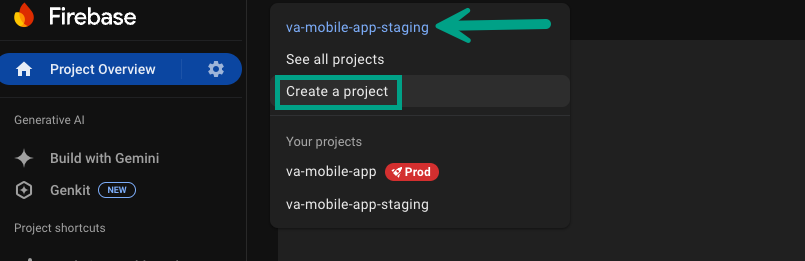 Firebase
Project Overview
Generative AI
Build with Gemini
Genkit NEW
Project shortcuts
va-mobile-app-staging
See all projects
Create a project
Your projects
va-mobile-app Prod
va-mobile-app-staging